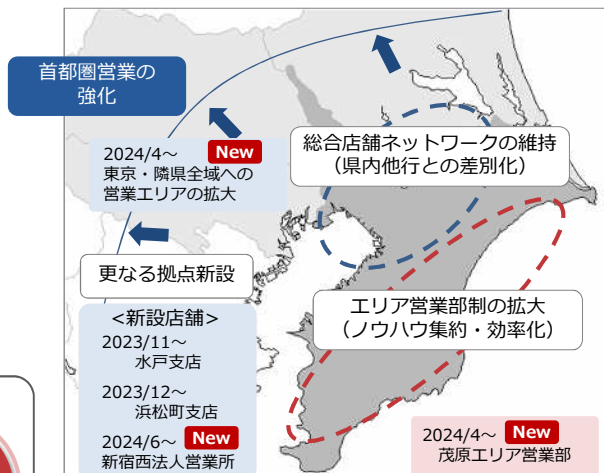 首都圏営業の
強化
2024/4～ New
東京・隣県全域への
営業エリアの拡大
総合店舗ネットワークの維持
（県内他行との差別化）
更なる拠点新設
<新設店舗>
2023/11～
水戸支店
2023/12～
浜松町支店
2024/6～ New
新宿西法人営業所
エリア営業部制の拡大
（ノウハウ集約・効率化）
2024/4～ New
茂原エリア営業部